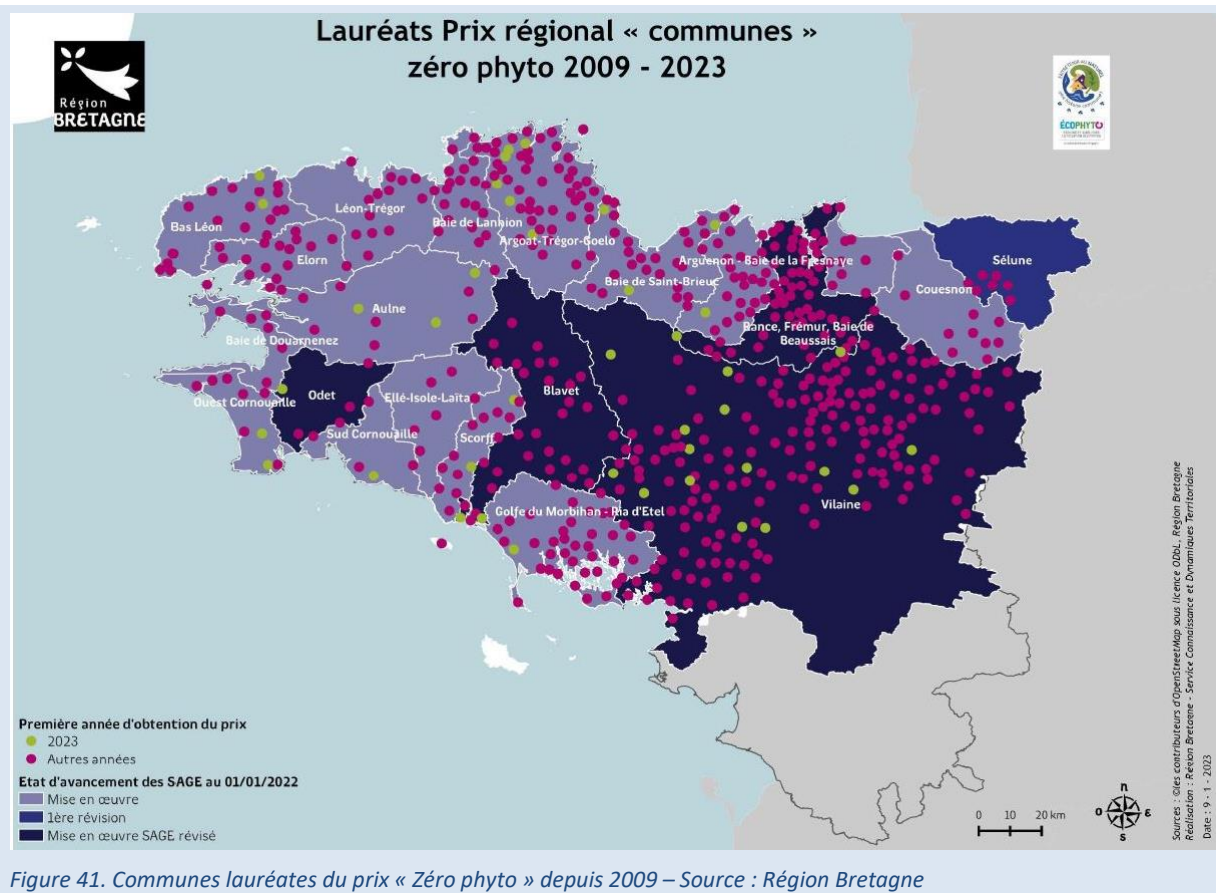 Lauréats Prix régional « communes »
zéro phyto 2009 - 2023
Région
BRETAGNE
ÉCOPHYTO
Léon-Trégor
Bas Léon
Baie de Lannion
Argoat-Trégor-Goëlo
Elorn
Arguenon - Baie de la Fresnaye
Sélune
Baie de Saint-Brieuc
Couesnon
Aulne
Rance, Frémur, Baie de
Beaussais
Baie de Douarnenez
Odet
Ellé-Isole-Laïta
Blavet
Ouest Cornouaille
Sud Cornouaille
Scorff
Vilaine
Golfe du Morbihan - Ria d'Etel
Première année d'obtention du prix
2023
Autres années
Etat d'avancement des SAGE au 01/01/2022
Mise en œuvre
1ère révision
Mise en œuvre SAGE révisé
0 10 20 km
n
o
ε
s
Sources : ©les contributeurs d'OpenStreetMap sous licence ODbL, Région Bretagne
Réalisation : Région Bretagne - Service Connaissance et Dynamiques Territoriales
Date : 9 - 1 - 2023
Figure 41. Communes lauréates du prix « Zéro phyto » depuis 2009 – Source : Région Bretagne